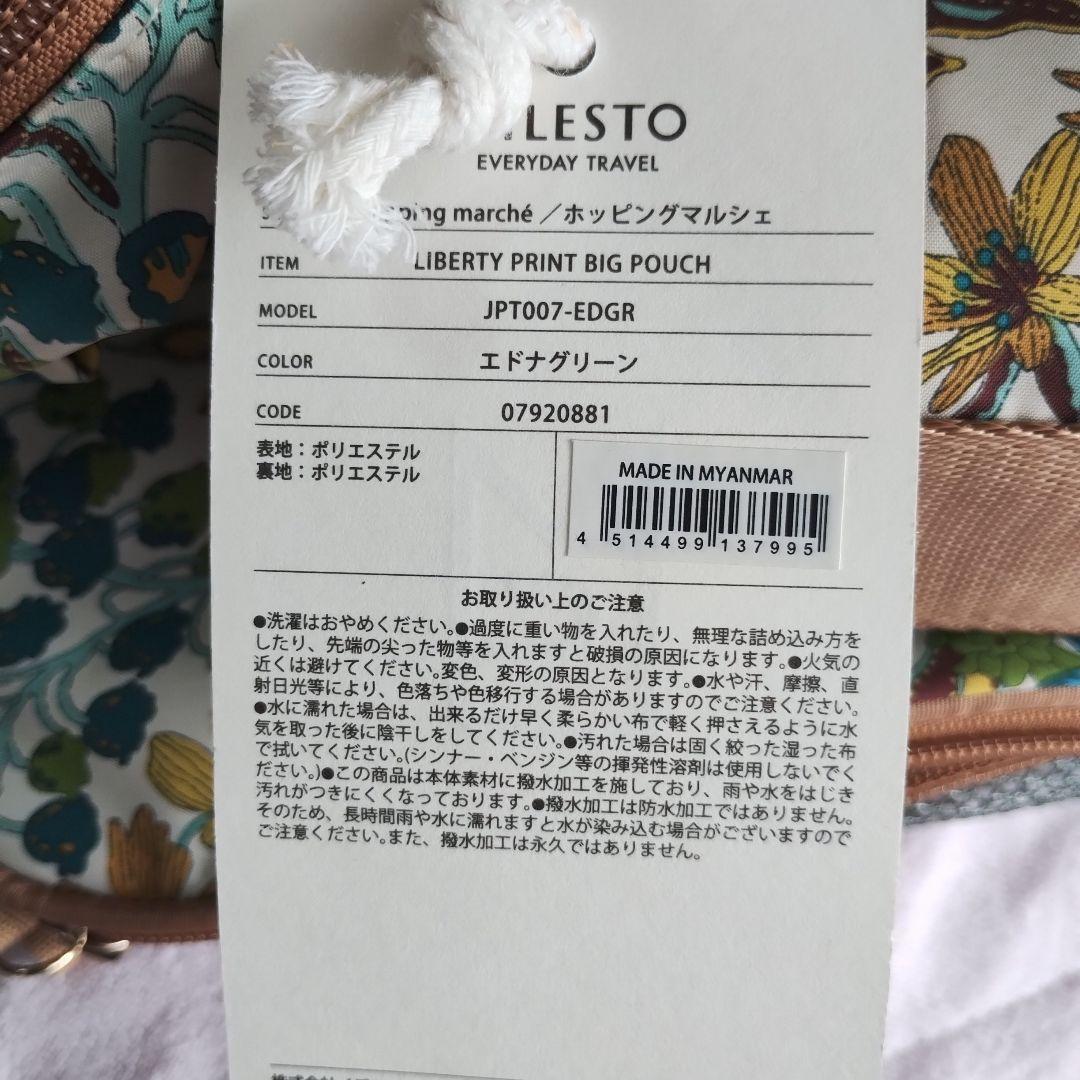 LESTO
EVERYDAY TRAVEL
pping marché／ホッピングマルシェ
ITEM LIBERTY PRINT BIG POUCH
MODEL JPT007-EDGR
COLOR エドナグリーン
CODE 07920881
表地：ポリエステル
裏地：ポリエステル
MADE IN MYANMAR
4 514499 137995
お取り扱い上のご注意
●洗濯はおやめください。●過度に重い物を入れたり、無理な詰め込み方を
したり、先端の尖った物等を入れますと破損の原因になります。●火気の
近くは避けてください。変色、変形の原因となります。●水や汗、摩擦、直
射日光等により、色落ちや色移行する場合がありますのでご注意ください。
●水に濡れた場合は、出来るだけ早く柔らかい布で軽く押さえるように水
気を取った後に陰干しをしてください。●汚れた場合は固く絞った湿った布
で拭いてください。(シンナー・ベンジン等の揮発性溶剤は使用しないでく
ださい。)●この商品は本体素材に撥水加工を施しており、雨や水をはじき
汚れがつきにくくなっております。●撥水加工は防水加工ではありません。
そのため、長時間雨や水に濡れますと水が染み込む場合がございますので
ご注意ください。また、撥水加工は永久ではありません。